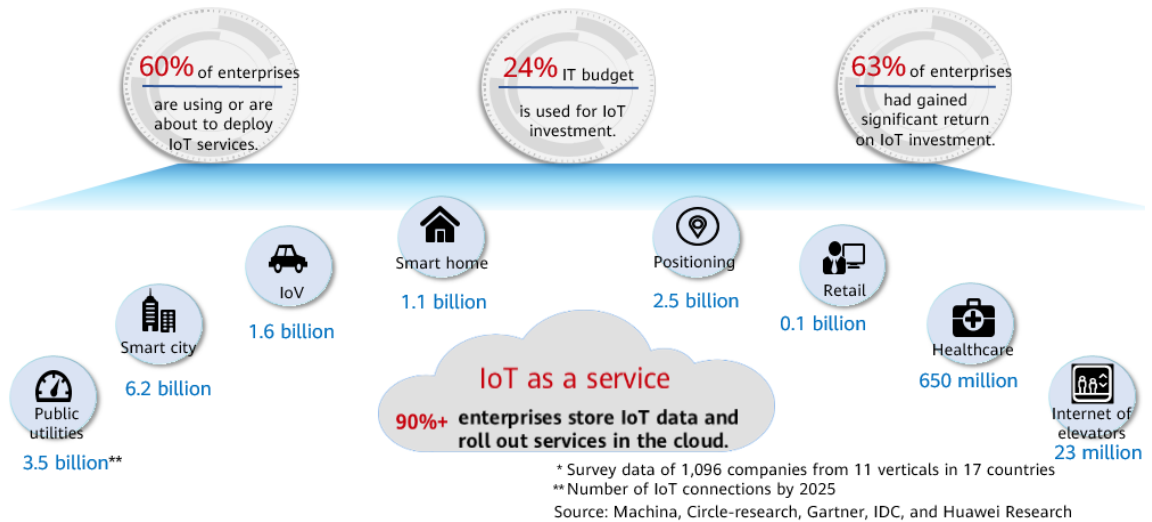 60% of enterprises
are using or are
about to deploy
IoT services.
24% IT budget
is used for IoT
investment.
63% of enterprises
had gained
significant return
on IoT investment.
Public
utilities
3.5 billion**
Smart city
6.2 billion
IoV
1.6 billion
Smart home
1.1 billion
Positioning
2.5 billion
Retail
0.1 billion
Healthcare
650 million
Internet of
elevators
23 million
IoT as a service
90%+ enterprises store IoT data and
roll out services in the cloud.
* Survey data of 1,096 companies from 11 verticals in 17 countries
** Number of IoT connections by 2025
Source: Machina, Circle-research, Gartner, IDC, and Huawei Research